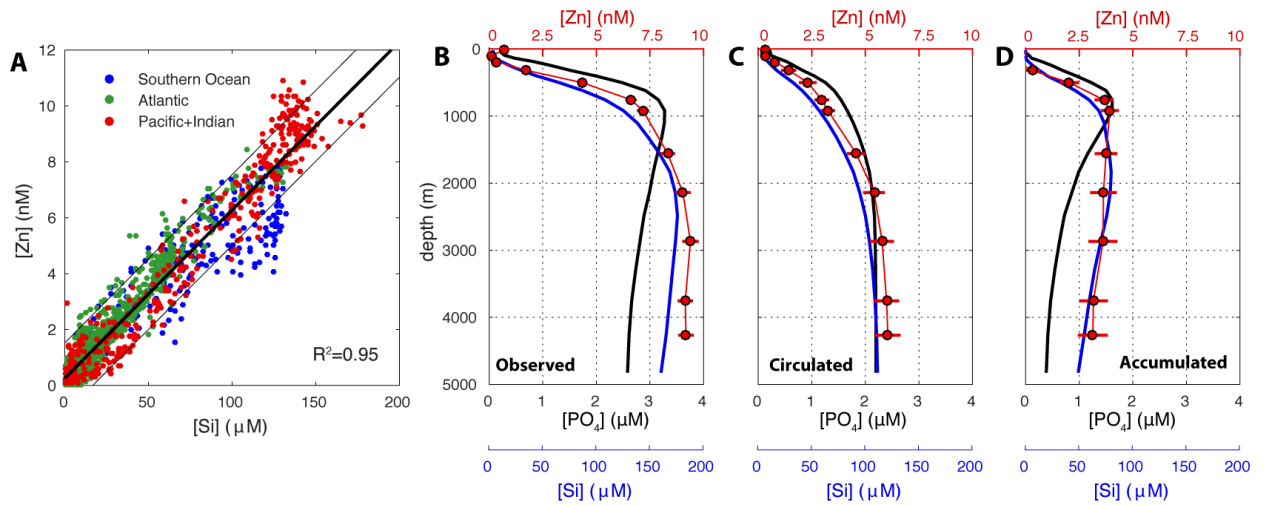 A
[Zn] (nM)
12
10
8
6
4
2
0
Southern Ocean
Atlantic
Pacific+Indian
R²=0.95
0
50
100
150
200
[Si] (μM)
B
[Zn] (nM)
0
2.5
5
7.5
10
depth (m)
0
1000
2000
3000
4000
5000
Observed
0
1
2
3
4
[PO₄] (μM)
0
50
100
150
200
[Si] (μM)
C
[Zn] (nM)
0
2.5
5
7.5
10
Circulated
0
1
2
3
4
[PO₄] (μM)
0
50
100
150
200
[Si] (μM)
D
[Zn] (nM)
0
2.5
5
7.5
10
Accumulated
0
1
2
3
4
[PO₄] (μM)
0
50
100
150
200
[Si] (μM)